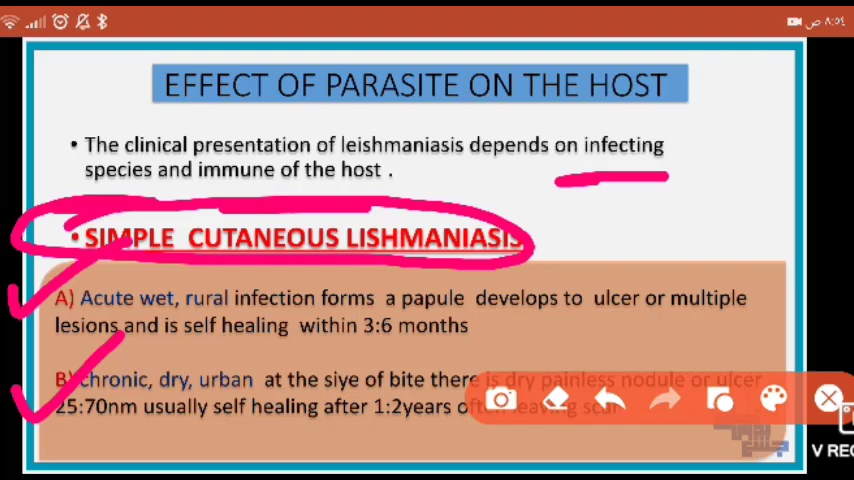 ٨:٥٤ ص
EFFECT OF PARASITE ON THE HOST
• The clinical presentation of leishmaniasis depends on infecting
species and immune of the host .
• SIMPLE CUTANEOUS LISHMANIASIS
A) Acute wet, rural infection forms a papule develops to ulcer or multiple
lesions and is self healing within 3:6 months
B) chronic, dry, urban at the siye of bite there is dry painless nodule or ulcer
25:70nm usually self healing after 1:2years often leaving scar
V REC